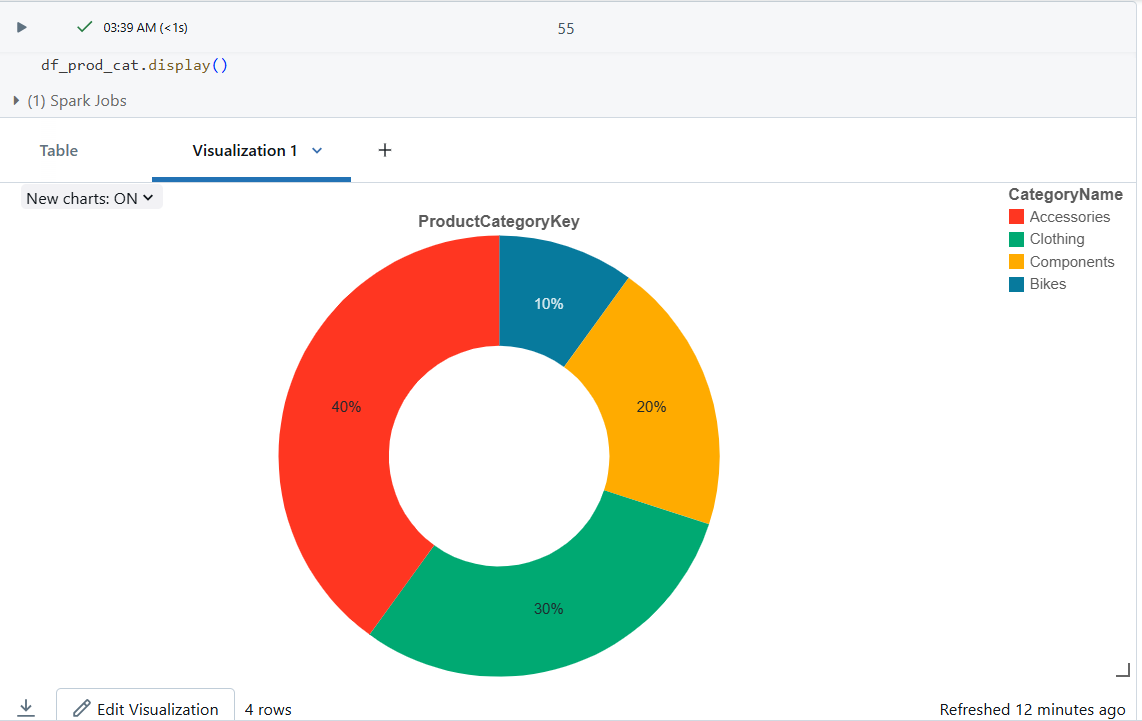 03:39 AM (<1s)
55
df_prod_cat.display()
(1) Spark Jobs
Table
Visualization 1
+
New charts: ON
ProductCategoryKey
CategoryName
Accessories
Clothing
Components
Bikes
10%
40%
20%
30%
Edit Visualization
4 rows
Refreshed 12 minutes ago